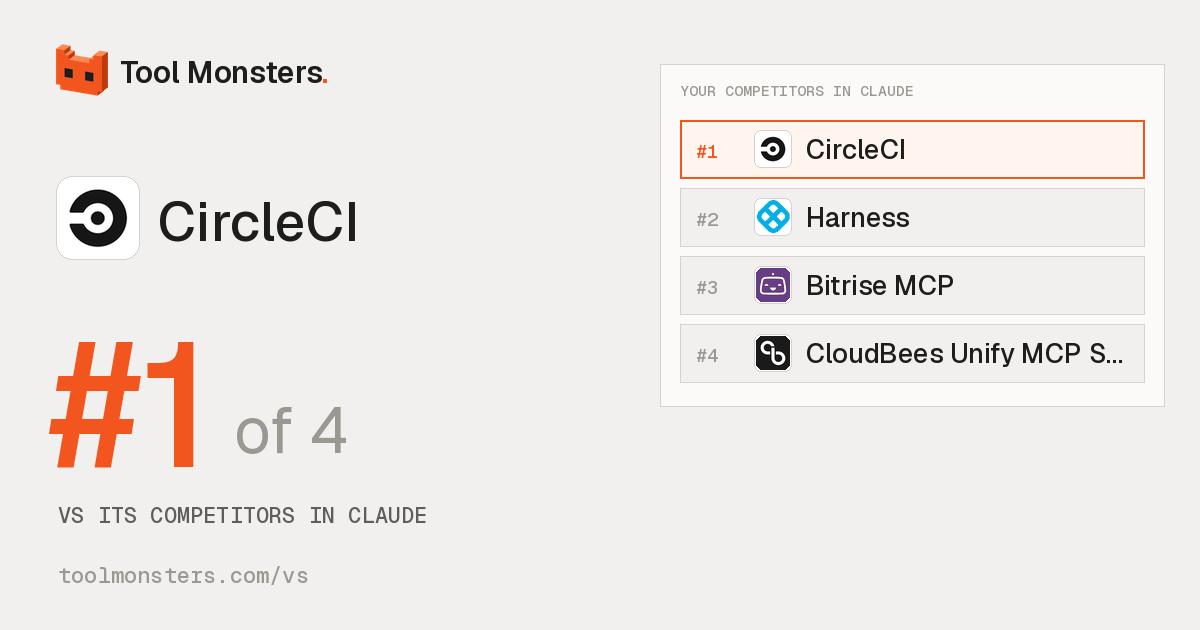 Tool Monsters.
CircleCI
#1 of 4
VS ITS COMPETITORS IN CLAUDE
toolmonsters.com/vs
YOUR COMPETITORS IN CLAUDE
#1 CircleCI
#2 Harness
#3 Bitrise MCP
#4 CloudBees Unify MCP S...